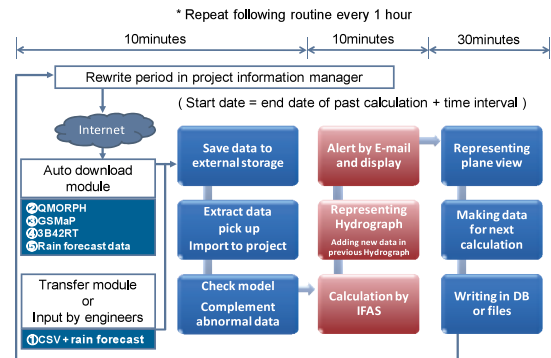 * Repeat following routine every 1 hour
10minutes
10minutes
30minutes
Rewrite period in project information manager
( Start date = end date of past calculation + time interval )
Internet
Auto download
module
②QMORPH
③GSMaP
④3B42RT
⑤Rain forecast data
Transfer module
or
Input by engineers
①CSV + rain forecast
Save data to
external storage
Extract data
pick up
Import to project
Check model
Complement
abnormal data
Alert by E-mail
and display
Representing
Hydrograph
Adding new data in
previous Hydrograph
Calculation by
IFAS
Representing
plane view
Making data
for next
calculation
Writing in DB
or files